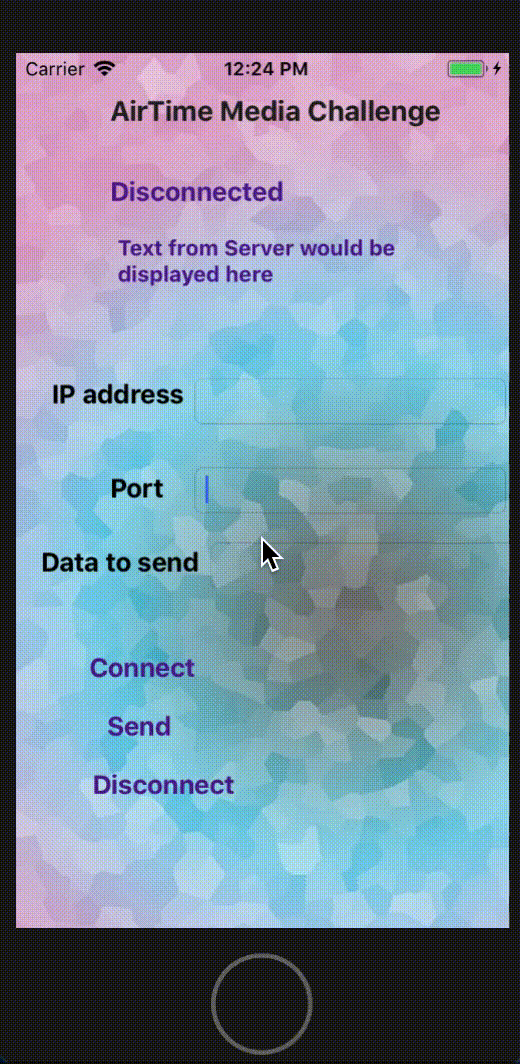 Carrier 12:24 PM
AirTime Media Challenge
Disconnected
Text from Server would be
displayed here
IP address
Port
Data to send
Connect
Send
Disconnect